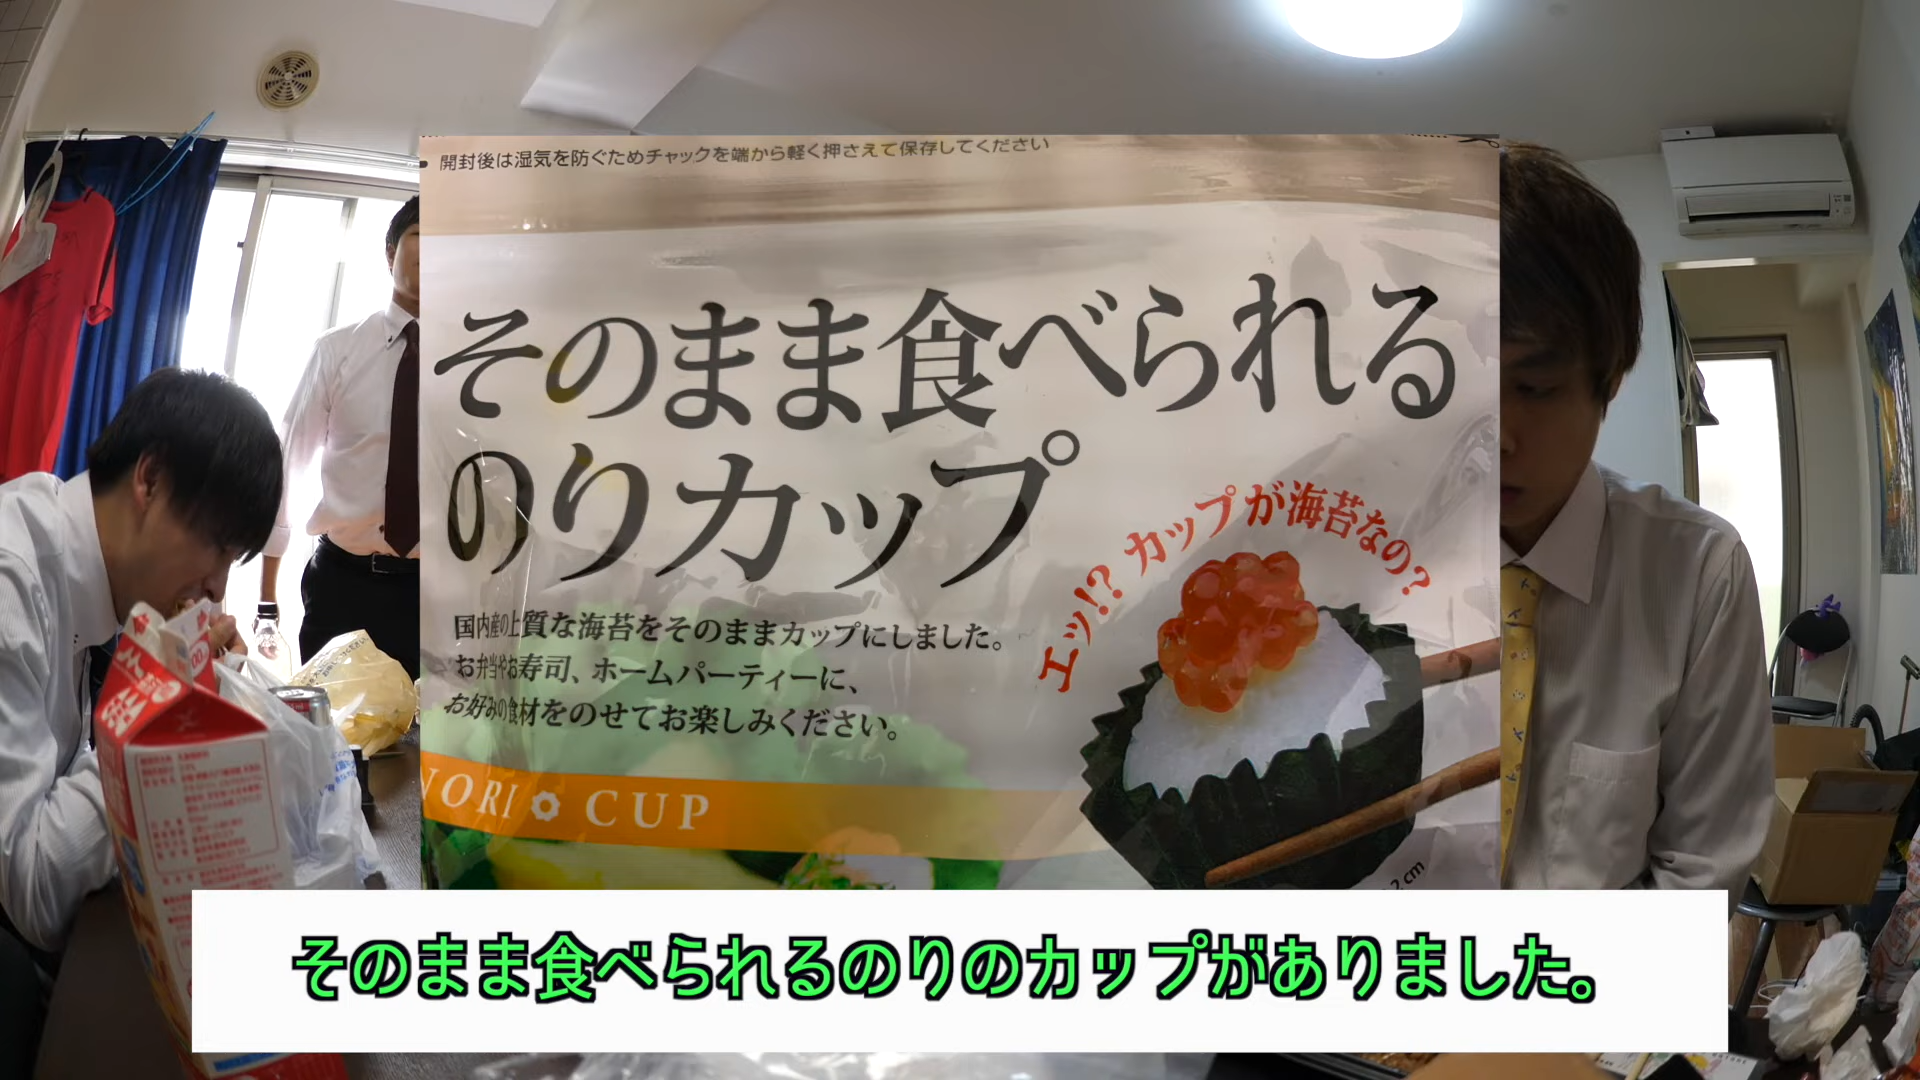 開封後は湿気を防ぐためチャックを端から軽く押さえて保存してください
そのまま食べられる
のりカップ
エッ!? カップが海苔なの?
国内産の上質な海苔をそのままカップにしました。
お弁当やお寿司、ホームパーティーに、
お好みの食材をのせてお楽しみください。
NORI CUP
そのまま食べられるのりのカップがありました。